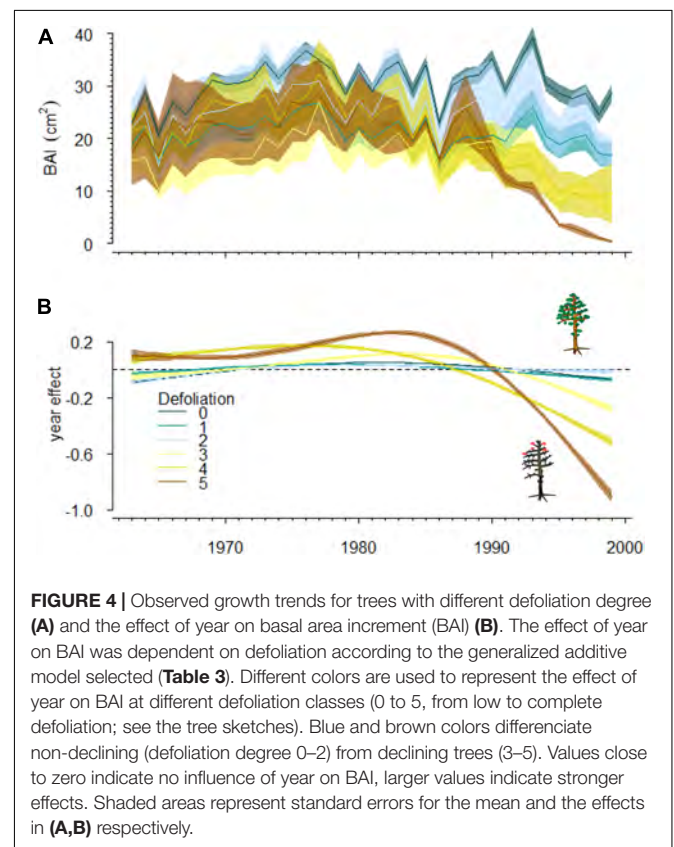 A
40
30
20
10
0
BAI (cm²)
B
0.2
-0.2
-0.6
-1.0
year effect
Defoliation
0
1
2
3
4
5
1970 1980 1990 2000
FIGURE 4 | Observed growth trends for trees with different defoliation degree
(A) and the effect of year on basal area increment (BAI) (B). The effect of year
on BAI was dependent on defoliation according to the generalized additive
model selected (Table 3). Different colors are used to represent the effect of
year on BAI at different defoliation classes (0 to 5, from low to complete
defoliation; see the tree sketches). Blue and brown colors differenciate
non-declining (defoliation degree 0–2) from declining trees (3–5). Values close
to zero indicate no influence of year on BAI, larger values indicate stronger
effects. Shaded areas represent standard errors for the mean and the effects
in (A,B) respectively.